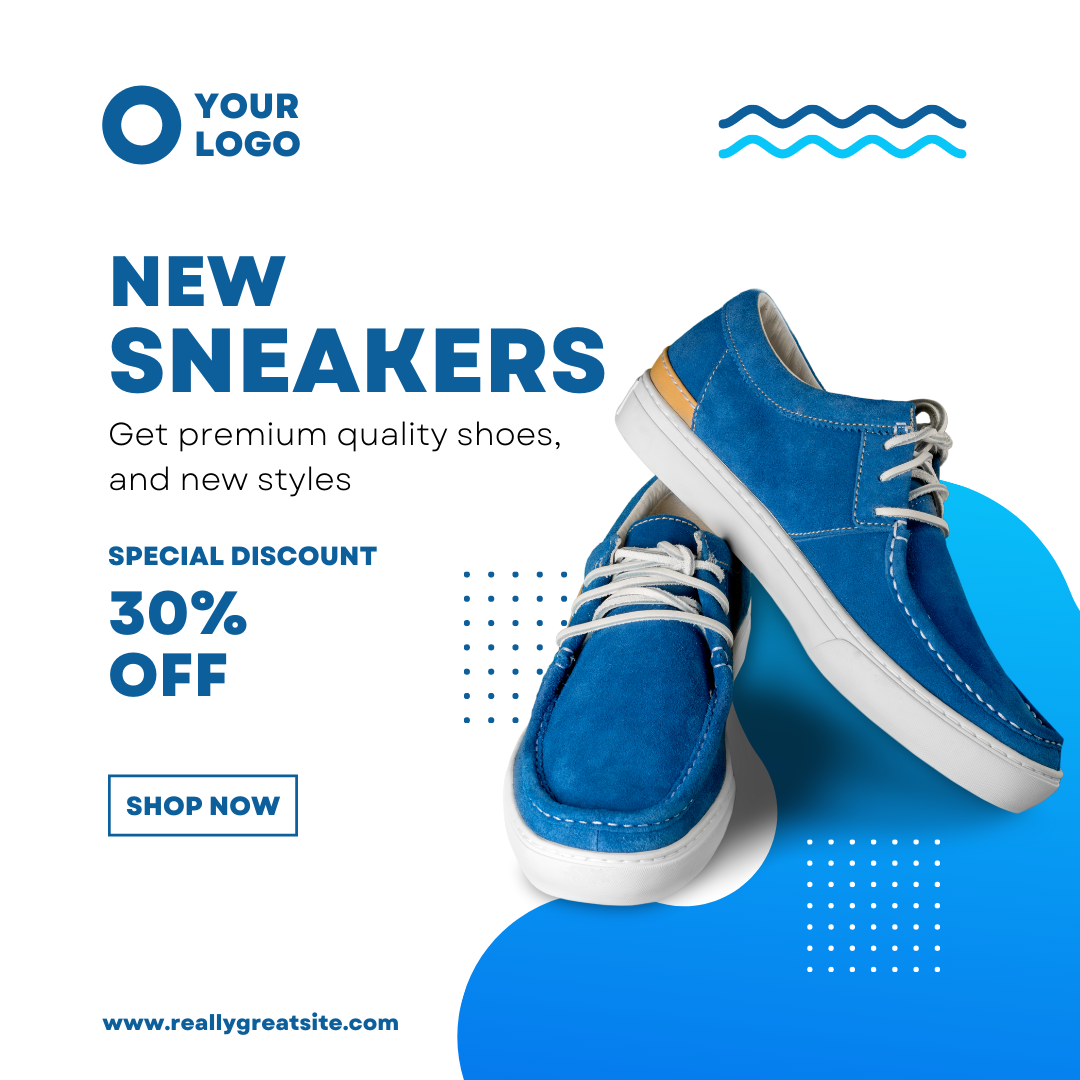 YOUR
LOGO
NEW
SNEAKERS
Get premium quality shoes,
and new styles
SPECIAL DISCOUNT
30%
OFF
SHOP NOW
www.reallygreatsite.com